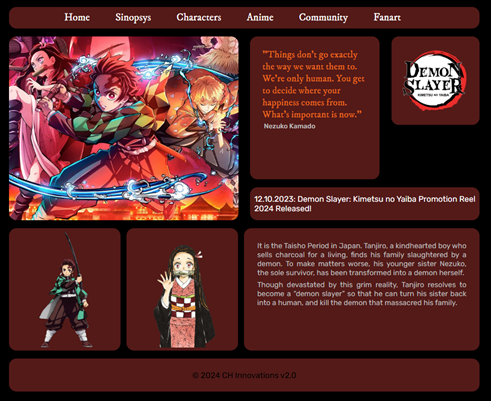 Home Sinopsys Characters Anime Community Fanart
"Things don't go exactly
the way we want them to.
We're only human. You get
to decide where your
happiness comes from.
What's important is now."
Nezuko Kamado
DEMON
SLAYER
KIMETSU NO YAIBA
12.10.2023: Demon Slayer: Kimetsu no Yaiba Promotion Reel
2024 Released!
It is the Taisho Period in Japan. Tanjiro, a kindhearted boy who
sells charcoal for a living, finds his family slaughtered by a
demon. To make matters worse, his younger sister Nezuko,
the sole survivor, has been transformed into a demon herself.
Though devastated by this grim reality, Tanjiro resolves to
become a "demon slayer" so that he can turn his sister back
into a human, and kill the demon that massacred his family.
© 2024 CH Innovations v2.0